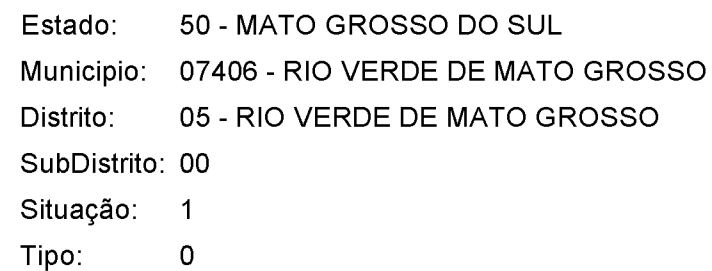 Estado: 50 - MATO GROSSO DO SUL
Municipio: 07406 - RIO VERDE DE MATO GROSSO
Distrito: 05 - RIO VERDE DE MATO GROSSO
SubDistrito: 00
Situação: 1
Tipo: 0